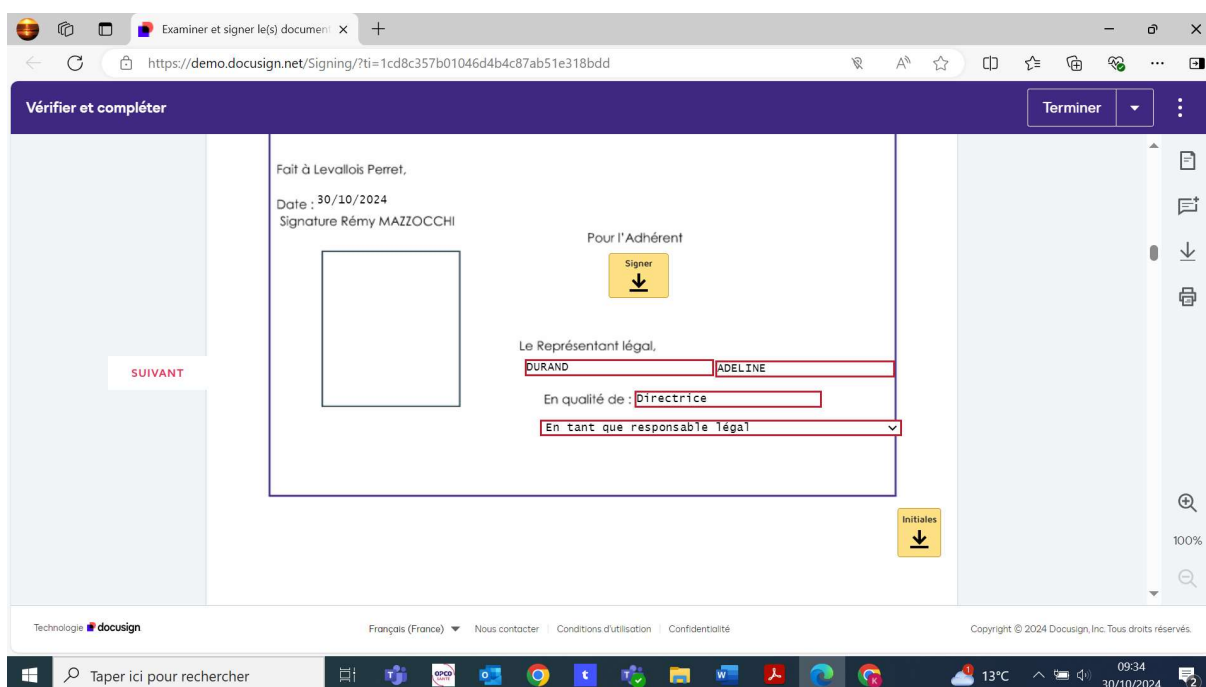 Examiner et signer le(s) documen
https://demo.docusign.net/Signing/?ti=1cd8c357b01046d4b4c87ab51e318bdd
Vérifier et compléter
Terminer
Fait à Levallois Perret,
Date : 30/10/2024
Signature Rémy MAZZOCCHI
Pour l'Adhérent
Signer
Le Représentant légal,
SUIVANT
DURAND ADELINE
En qualité de : Directrice
En tant que responsable légal
Initiales
100%
Technologie docusign
Français (France) Nous contacter Conditions d'utilisation Confidentialité
Copyright © 2024 Docusign, Inc. Tous droits réservés.
Taper ici pour rechercher
OPCO
SANTÉ
13°C
09:34
30/10/2024